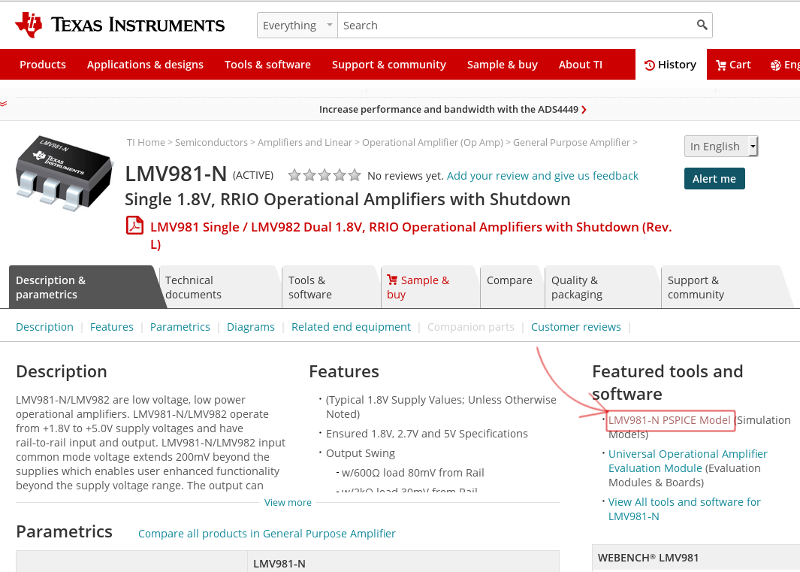 TEXAS INSTRUMENTS
Everything
Search
Products
Applications & designs
Tools & software
Support & community
Sample & buy
About TI
History
Cart
Eng
Increase performance and bandwidth with the ADS4449
LMV981-N
TEXAS
INSTRUMENTS
TI Home > Semiconductors > Amplifiers and Linear > Operational Amplifier (Op Amp) > General Purpose Amplifier >
In English
LMV981-N (ACTIVE)
No reviews yet. Add your review and give us feedback
Alert me
Single 1.8V, RRIO Operational Amplifiers with Shutdown
LMV981 Single / LMV982 Dual 1.8V, RRIO Operational Amplifiers with Shutdown (Rev.
L)
Description &
parametrics
Technical
documents
Tools &
software
Sample &
buy
Compare
Quality &
packaging
Support &
community
Description | Features | Parametrics | Diagrams | Related end equipment | Companion parts | Customer reviews |
Description
LMV981-N/LMV982 are low voltage, low power
operational amplifiers. LMV981-N/LMV982 operate
from +1.8V to +5.0V supply voltages and have
rail-to-rail input and output. LMV981-N/LMV982 input
common mode voltage extends 200mV beyond the
supplies which enables user enhanced functionality
beyond the supply voltage range. The output can
Features
• (Typical 1.8V Supply Values; Unless Otherwise
Noted)
• Ensured 1.8V, 2.7V and 5V Specifications
• Output Swing
- w/600Ω load 80mV from Rail
- w/2kΩ load 30mV from Rail
View more
Featured tools and
software
• LMV981-N PSPICE Model (Simulation
Models)
• Universal Operational Amplifier
Evaluation Module (Evaluation
Modules & Boards)
• View All tools and software for
LMV981-N
Parametrics
Compare all products in General Purpose Amplifier
LMV981-N
WEBENCH® LMV981